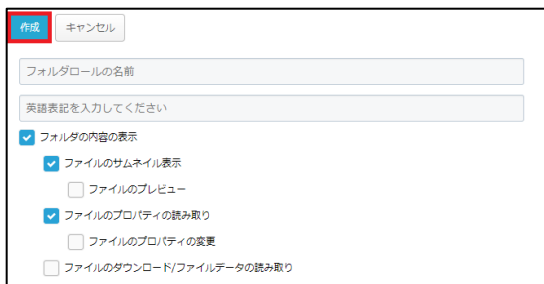 作成 キャンセル
フォルダロールの名前
英語表記を入力してください
フォルダの内容の表示
ファイルのサムネイル表示
ファイルのプレビュー
ファイルのプロパティの読み取り
ファイルのプロパティの変更
ファイルのダウンロード/ファイルデータの読み取り